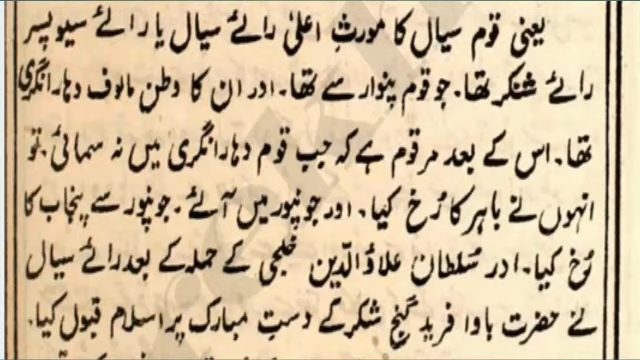 یعنی قوم سیال کا مورثِ اعلیٰ رائے سیال یا رائے سیو پسر
رائے شنکر تھا۔ جو قوم پنوار سے تھا۔ اور ان کا وطن مالوف دہارانگری
تھا۔ اس کے بعد مرقوم ہے کہ جب قوم دہارانگری میں نہ سمائی۔ تو
انہوں نے باہر کا رُخ کیا۔ اور جونپور میں آئے۔ جونپور سے پنجاب کا
رُخ کیا۔ اور سُلطان علاؤالدّین خلجی کے حملہ کے بعد رائے سیال
نے حضرت باوا فرید گنج شکر کے دستِ مبارک پر اسلام قبول کیا۔